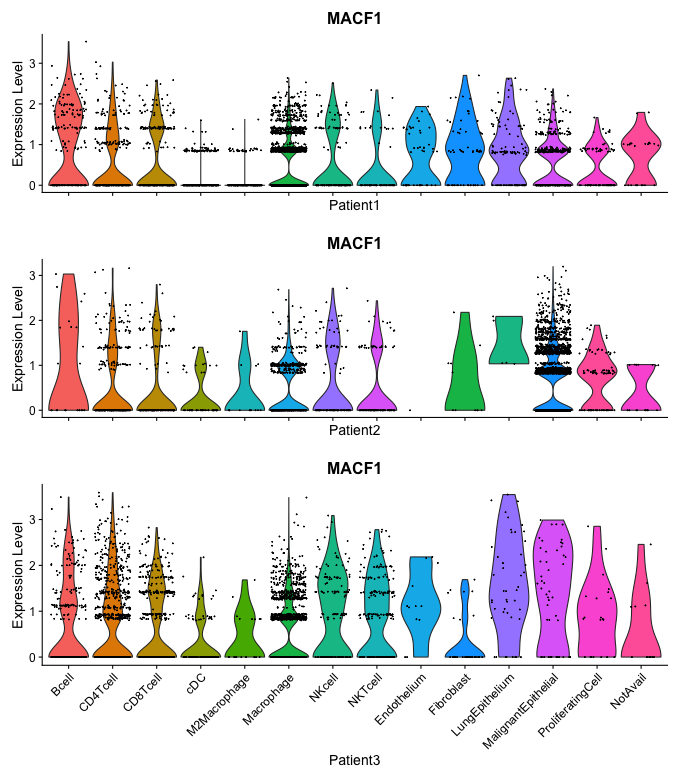 MACF1
Expression Level
3
2
1
0
Patient1
MACF1
Expression Level
3
2
1
0
Patient2
MACF1
Expression Level
3
2
1
0
Bcell
CD4Tcell
CD8Tcell
cDC
M2Macrophage
Macrophage
NKcell
NKTcell
Endothelium
Fibroblast
LungEpithelium
MalignantEpithelial
ProliferatingCell
NotAvail
Patient3